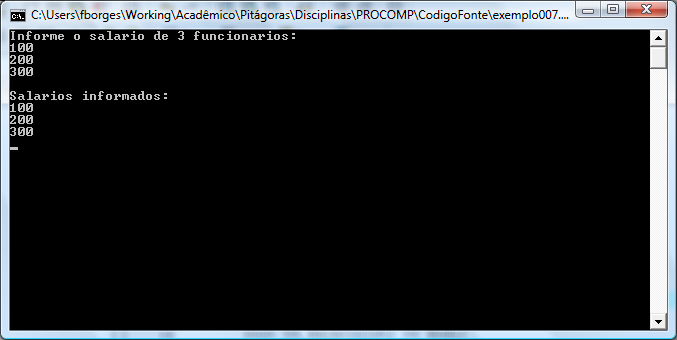 C:\Users\fborges\Working\Acadêmico\Pitágoras\Disciplinas\PROCOMP\CodigoFonte\exemplo007....
Informe o salario de 3 funcionarios:
100
200
300
Salarios informados:
100
200
300